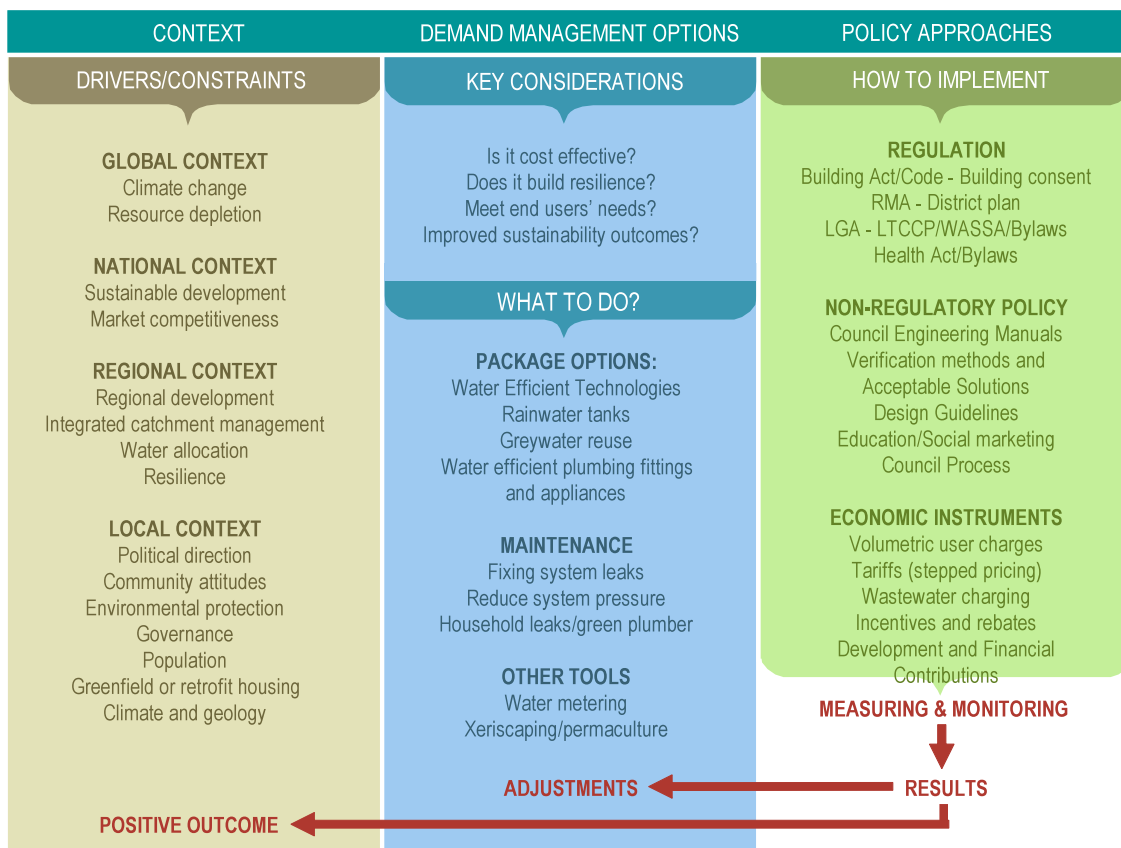 CONTEXT
DRIVERS/CONSTRAINTS
GLOBAL CONTEXT
Climate change
Resource depletion
NATIONAL CONTEXT
Sustainable development
Market competitiveness
REGIONAL CONTEXT
Regional development
Integrated catchment management
Water allocation
Resilience
LOCAL CONTEXT
Political direction
Community attitudes
Environmental protection
Governance
Population
Greenfield or retrofit housing
Climate and geology
DEMAND MANAGEMENT OPTIONS
KEY CONSIDERATIONS
Is it cost effective?
Does it build resilience?
Meet end users’ needs?
Improved sustainability outcomes?
WHAT TO DO?
PACKAGE OPTIONS:
Water Efficient Technologies
Rainwater tanks
Greywater reuse
Water efficient plumbing fittings
and appliances
MAINTENANCE
Fixing system leaks
Reduce system pressure
Household leaks/green plumber
OTHER TOOLS
Water metering
Xeriscaping/permaculture
POLICY APPROACHES
HOW TO IMPLEMENT
REGULATION
Building Act/Code - Building consent
RMA - District plan
LGA - LTCCP/WASSA/Bylaws
Health Act/Bylaws
NON-REGULATORY POLICY
Council Engineering Manuals
Verification methods and
Acceptable Solutions
Design Guidelines
Education/Social marketing
Council Process
ECONOMIC INSTRUMENTS
Volumetric user charges
Tariffs (stepped pricing)
Wastewater charging
Incentives and rebates
Development and Financial
Contributions
MEASURING & MONITORING
RESULTS
ADJUSTMENTS
POSITIVE OUTCOME